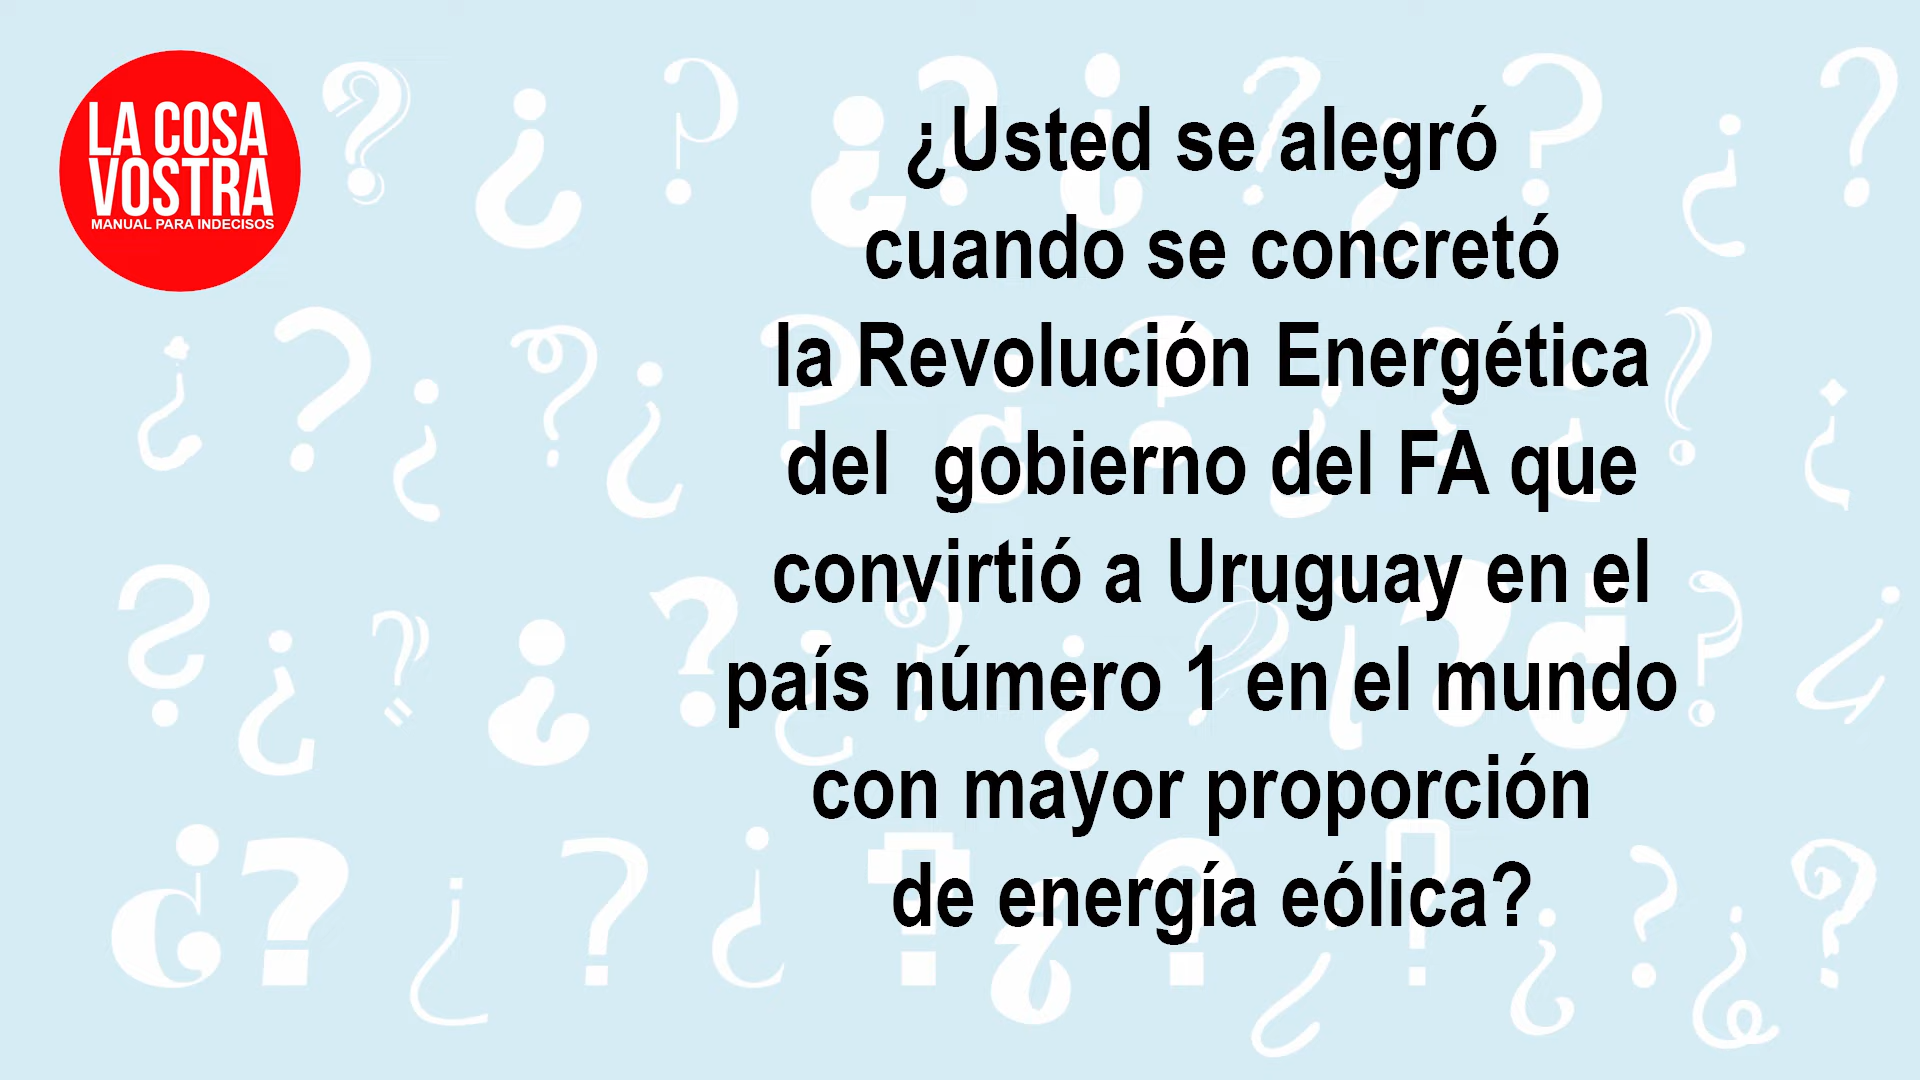 LA COSA
VOSTRA
MANUAL PARA INDECISOS
¿Usted se alegró
cuando se concretó
la Revolución Energética
del  gobierno del FA que
convirtió a Uruguay en el
país número 1 en el mundo
con mayor proporción
de energía eólica?